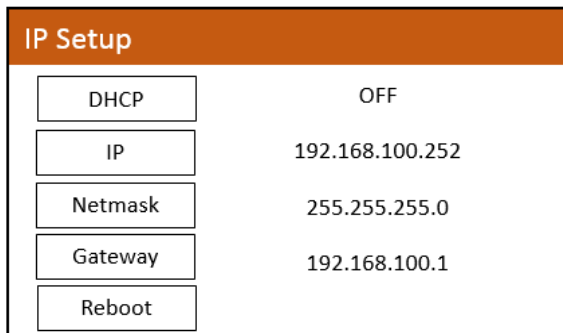 IP Setup
DHCP OFF
IP 192.168.100.252
Netmask 255.255.255.0
Gateway 192.168.100.1
Reboot